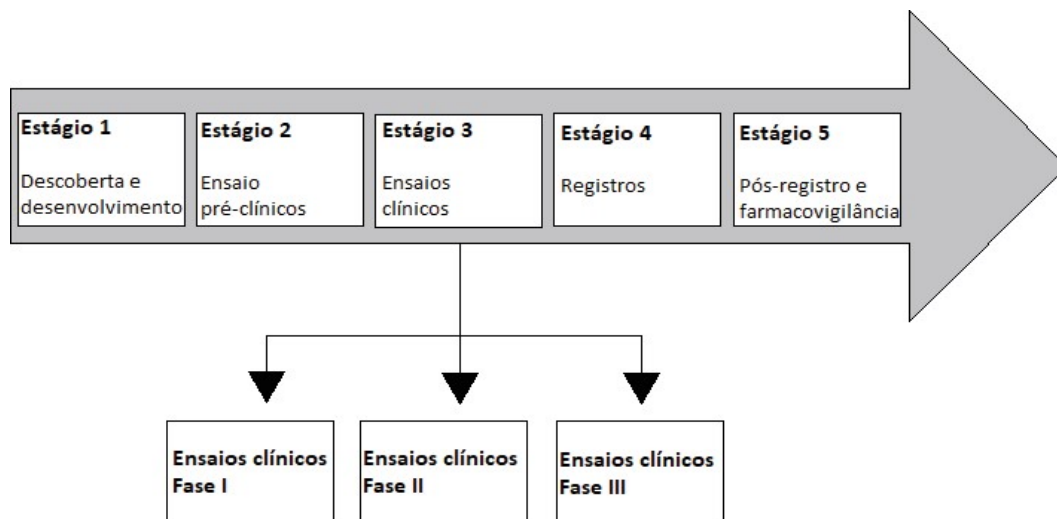 Estágio 1
Descoberta e
desenvolvimento
Estágio 2
Ensaio
pré-clínicos
Estágio 3
Ensaios
clínicos
Estágio 4
Registros
Estágio 5
Pós-registro e
farmacovigilância
Ensaios clínicos
Fase I
Ensaios clínicos
Fase II
Ensaios clínicos
Fase III